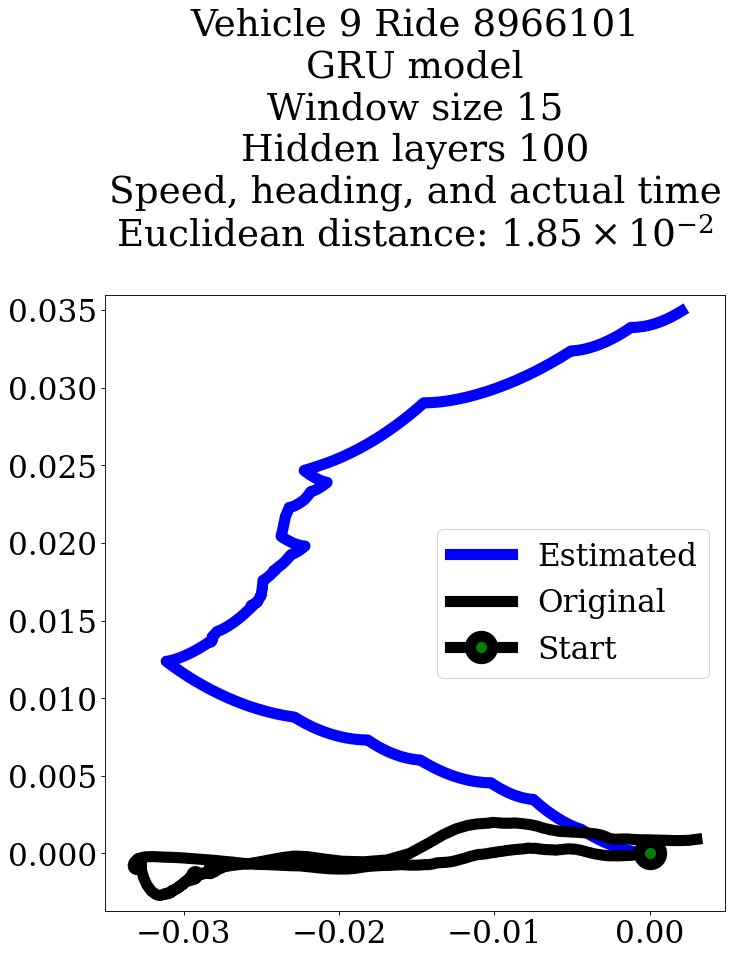 Vehicle 9 Ride 8966101
GRU model
Window size 15
Hidden layers 100
Speed, heading, and actual time
Euclidean distance: 1.85 × 10⁻²
0.035
0.030
0.025
0.020
0.015
0.010
0.005
0.000
Estimated
Original
Start
−0.03 −0.02 −0.01 0.00